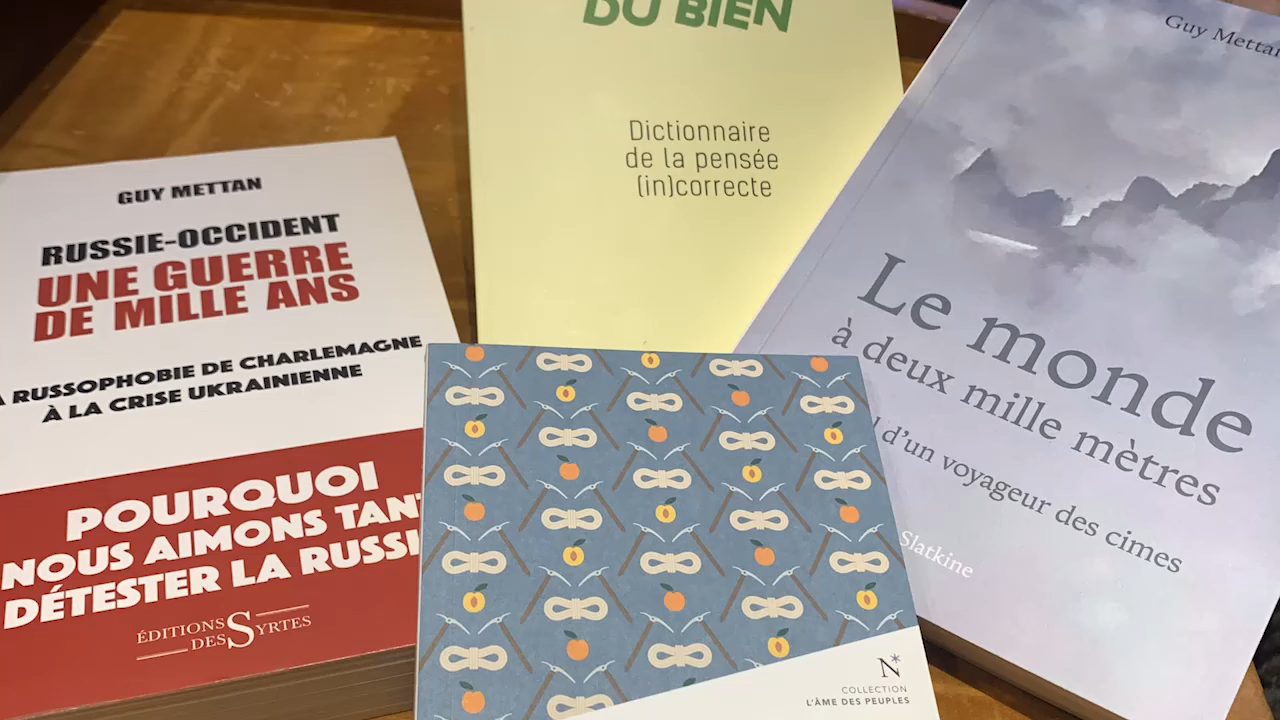 GUY METTAN
RUSSIE-OCCIDENT
UNE GUERRE
DE MILLE ANS
RUSSOPHOBIE DE CHARLEMAGNE
À LA CRISE UKRAINIENNE
POURQUOI
NOUS AIMONS TANT
DÉTESTER LA RUSSI
ÉDITIONS
DES SYRTES
DU BIEN
Dictionnaire
de la pensée
(in)correcte
Guy Mettan
Le monde
à deux mille mètres
d'un voyageur des cimes
Slatkine
N
COLLECTION
L'ÂME DES PEUPLES